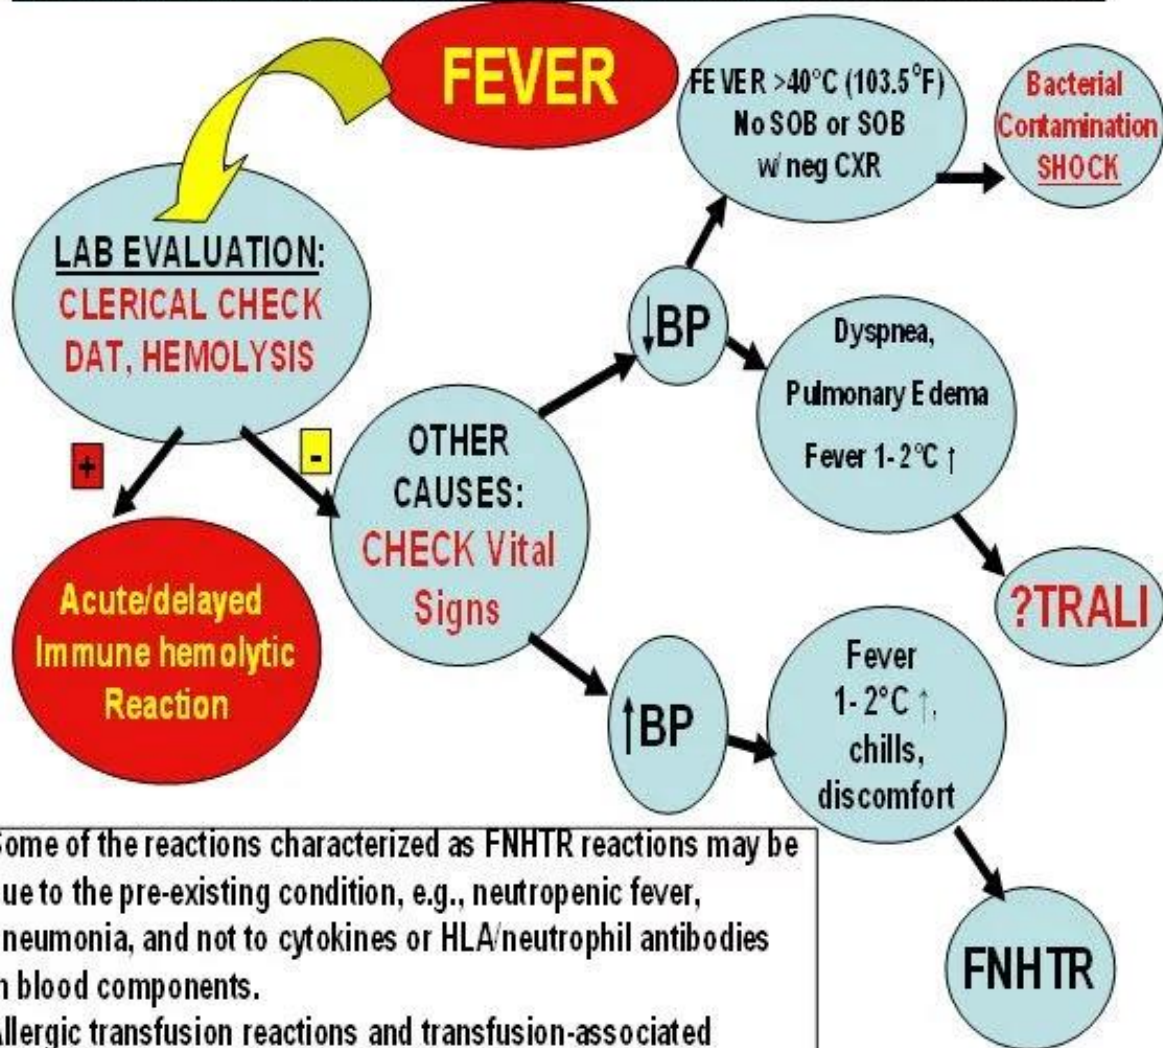 FEVER
FEVER >40°C (103.5°F)
No SOB or SOB
w/ neg CXR
Bacterial
Contamination
SHOCK
LAB EVALUATION:
CLERICAL CHECK
DAT, HEMOLYSIS
+
-
Acute/delayed
Immune hemolytic
Reaction
OTHER
CAUSES:
CHECK Vital
Signs
↓BP
Dyspnea,
Pulmonary Edema
Fever 1-2°C ↑
?TRALI
↑BP
Fever
1-2°C ↑,
chills,
discomfort
FNHTR
Some of the reactions characterized as FNHTR reactions may be
ue to the pre-existing condition, e.g., neutropenic fever,
neumonia, and not to cytokines or HLA/neutrophil antibodies
n blood components.
Allergic transfusion reactions and transfusion-associated